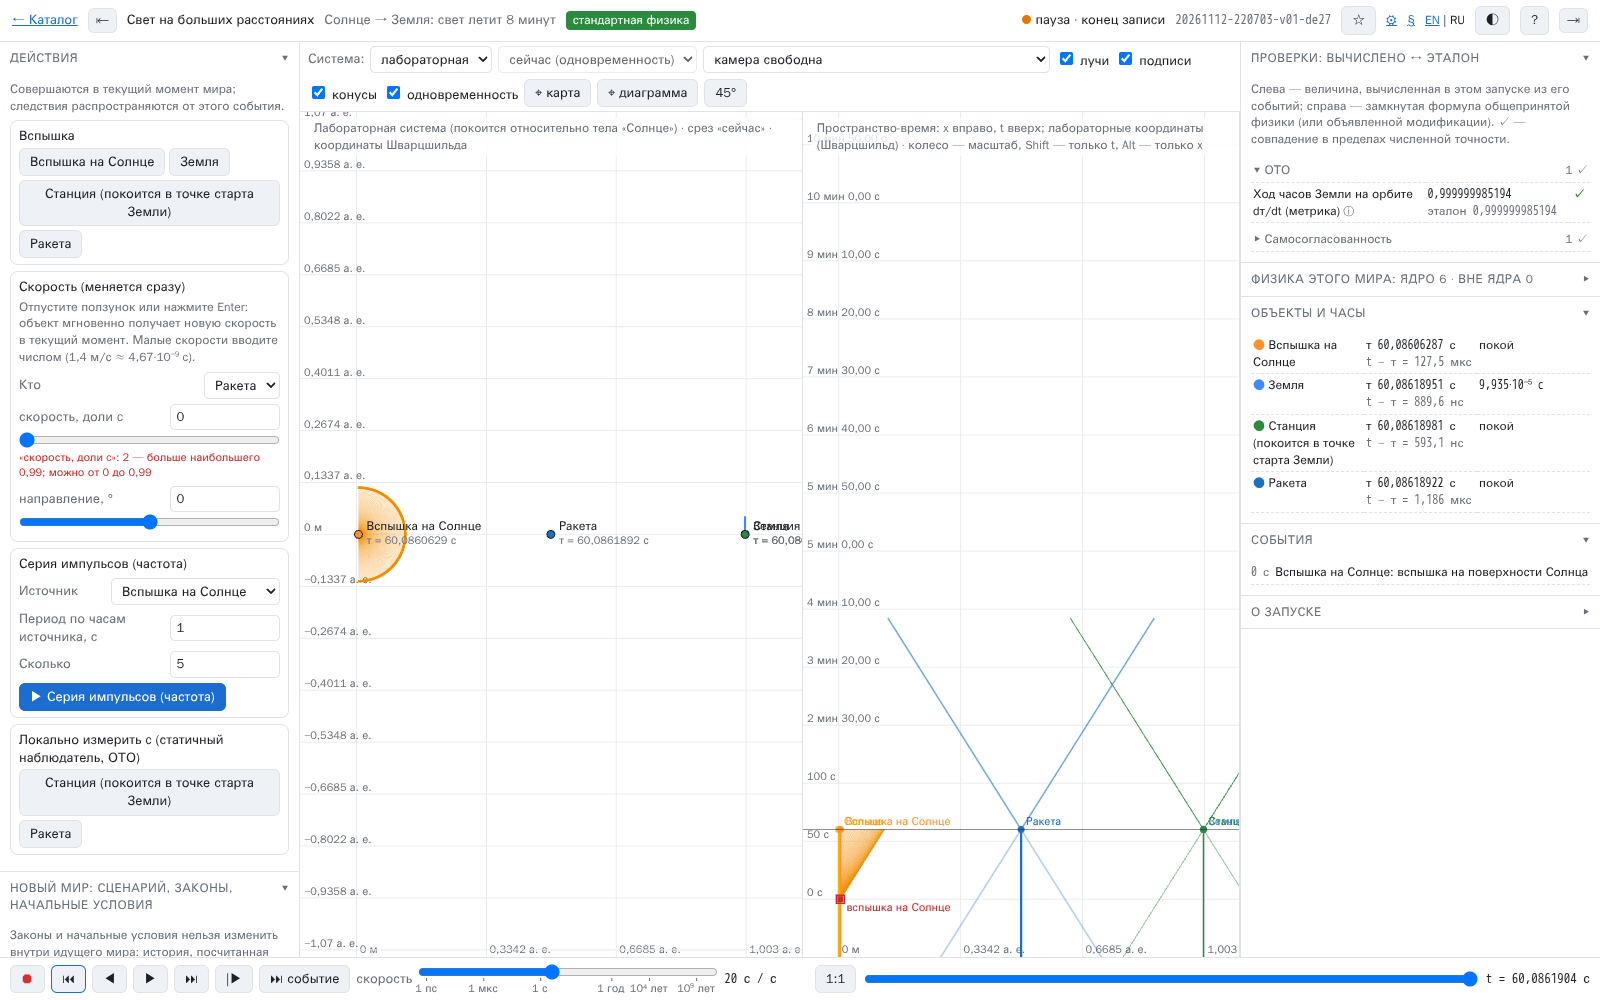 ← Каталог
⇤
Свет на больших расстояниях
Солнце → Земля: свет летит 8 минут
стандартная физика
пауза · конец записи
20261112-220703-v01-de27
☆
⚙
§
EN | RU
?
⇥
ДЕЙСТВИЯ
Совершаются в текущий момент мира;
следствия распространяются от этого события.
Вспышка
Вспышка на Солнце
Земля
Станция (покоится в точке старта
Земли)
Ракета
Скорость (меняется сразу)
Отпустите ползунок или нажмите Enter:
объект мгновенно получает новую скорость
в текущий момент. Малые скорости вводите
числом (1,4 м/с ≈ 4,67·10⁻⁹ c).
Кто
Ракета
скорость, доли c
0
«скорость, доли c»: 2 — больше наибольшего
0,99; можно от 0 до 0,99
направление, °
0
Серия импульсов (частота)
Источник
Вспышка на Солнце
Период по часам
источника, с
1
Сколько
5
▶ Серия импульсов (частота)
Локально измерить c (статичный
наблюдатель, ОТО)
Станция (покоится в точке старта
Земли)
Ракета
НОВЫЙ МИР: СЦЕНАРИЙ, ЗАКОНЫ,
НАЧАЛЬНЫЕ УСЛОВИЯ
Законы и начальные условия нельзя изменить
внутри идущего мира: история, посчитанная
Система:
лабораторная
сейчас (одновременность)
камера свободна
лучи
подписи
конусы
одновременность
⌖ карта
⌖ диаграмма
45°
Лабораторная система (покоится относительно тела «Солнце») · срез «сейчас» ·
координаты Шварцшильда
1,07 а. е.
0,9358 а. е.
0,8022 а. е.
0,6685 а. е.
0,5348 а. е.
0,4011 а. е.
0,2674 а. е.
0,1337 а. е.
0 м
−0,1337 а. е.
−0,2674 а. е.
−0,4011 а. е.
−0,5348 а. е.
−0,6685 а. е.
−0,8022 а. е.
−0,9358 а. е.
−1,07 а. е.
Вспышка на Солнце
τ = 60,0860629 с
Ракета
τ = 60,0861892 с
τ = 60,08
0 м
0,3342 а. е.
0,6685 а. е.
1,003 а. е.
Пространство-время: x вправо, t вверх; лабораторные координаты
(Шварцшильд) · колесо — масштаб, Shift — только t, Alt — только x
10 мин 0,00 с
9 мин 10,00 с
8 мин 20,00 с
7 мин 30,00 с
6 мин 40,00 с
5 мин 50,00 с
5 мин 0,00 с
4 мин 10,00 с
3 мин 20,00 с
2 мин 30,00 с
100 с
50 с
0 с
Вспышка на Солнце
Ракета
вспышка на Солнце
0 м
0,3342 а. е.
0,6685 а. е.
1,003
ПРОВЕРКИ: ВЫЧИСЛЕНО ↔ ЭТАЛОН
Слева — величина, вычисленная в этом запуске из его
событий; справа — замкнутая формула общепринятой
физики (или объявленной модификации). ✓ —
совпадение в пределах численной точности.
ОТО
1 ✓
Ход часов Земли на орбите
dτ/dt (метрика) ⓘ
0,999999985194
✓
эталон 0,999999985194
Самосогласованность
1 ✓
ФИЗИКА ЭТОГО МИРА: ЯДРО 6 · ВНЕ ЯДРА 0
ОБЪЕКТЫ И ЧАСЫ
Вспышка на
Солнце
τ 60,08606287 с
покой
t − τ = 127,5 мкс
Земля
τ 60,08618951 с
9,935·10⁻⁵ c
t − τ = 889,6 нс
Станция
(покоится в точке
старта Земли)
τ 60,08618981 с
покой
t − τ = 593,1 нс
Ракета
τ 60,08618922 с
покой
t − τ = 1,186 мкс
СОБЫТИЯ
0 с Вспышка на Солнце: вспышка на поверхности Солнца
О ЗАПУСКЕ
⏭ событие
скорость
1 пс
1 мкс
1 с
1 год
10⁴ лет
10⁹ лет
20 с / с
1:1
t = 60,0861904 с